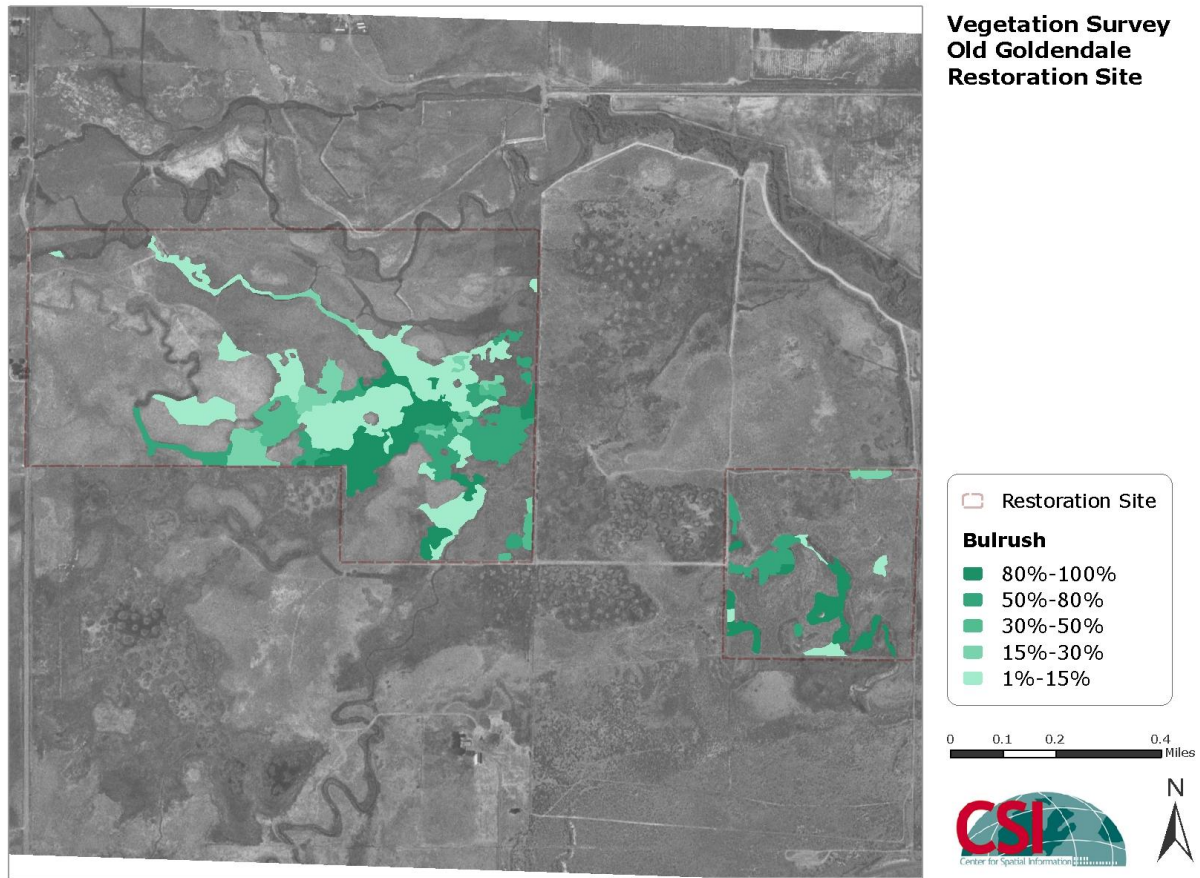 Vegetation Survey
Old Goldendale
Restoration Site
Restoration Site
Bulrush
80%-100%
50%-80%
30%-50%
15%-30%
1%-15%
0 0.1 0.2 0.4
Miles
CSI
Center for Spatial Information
N